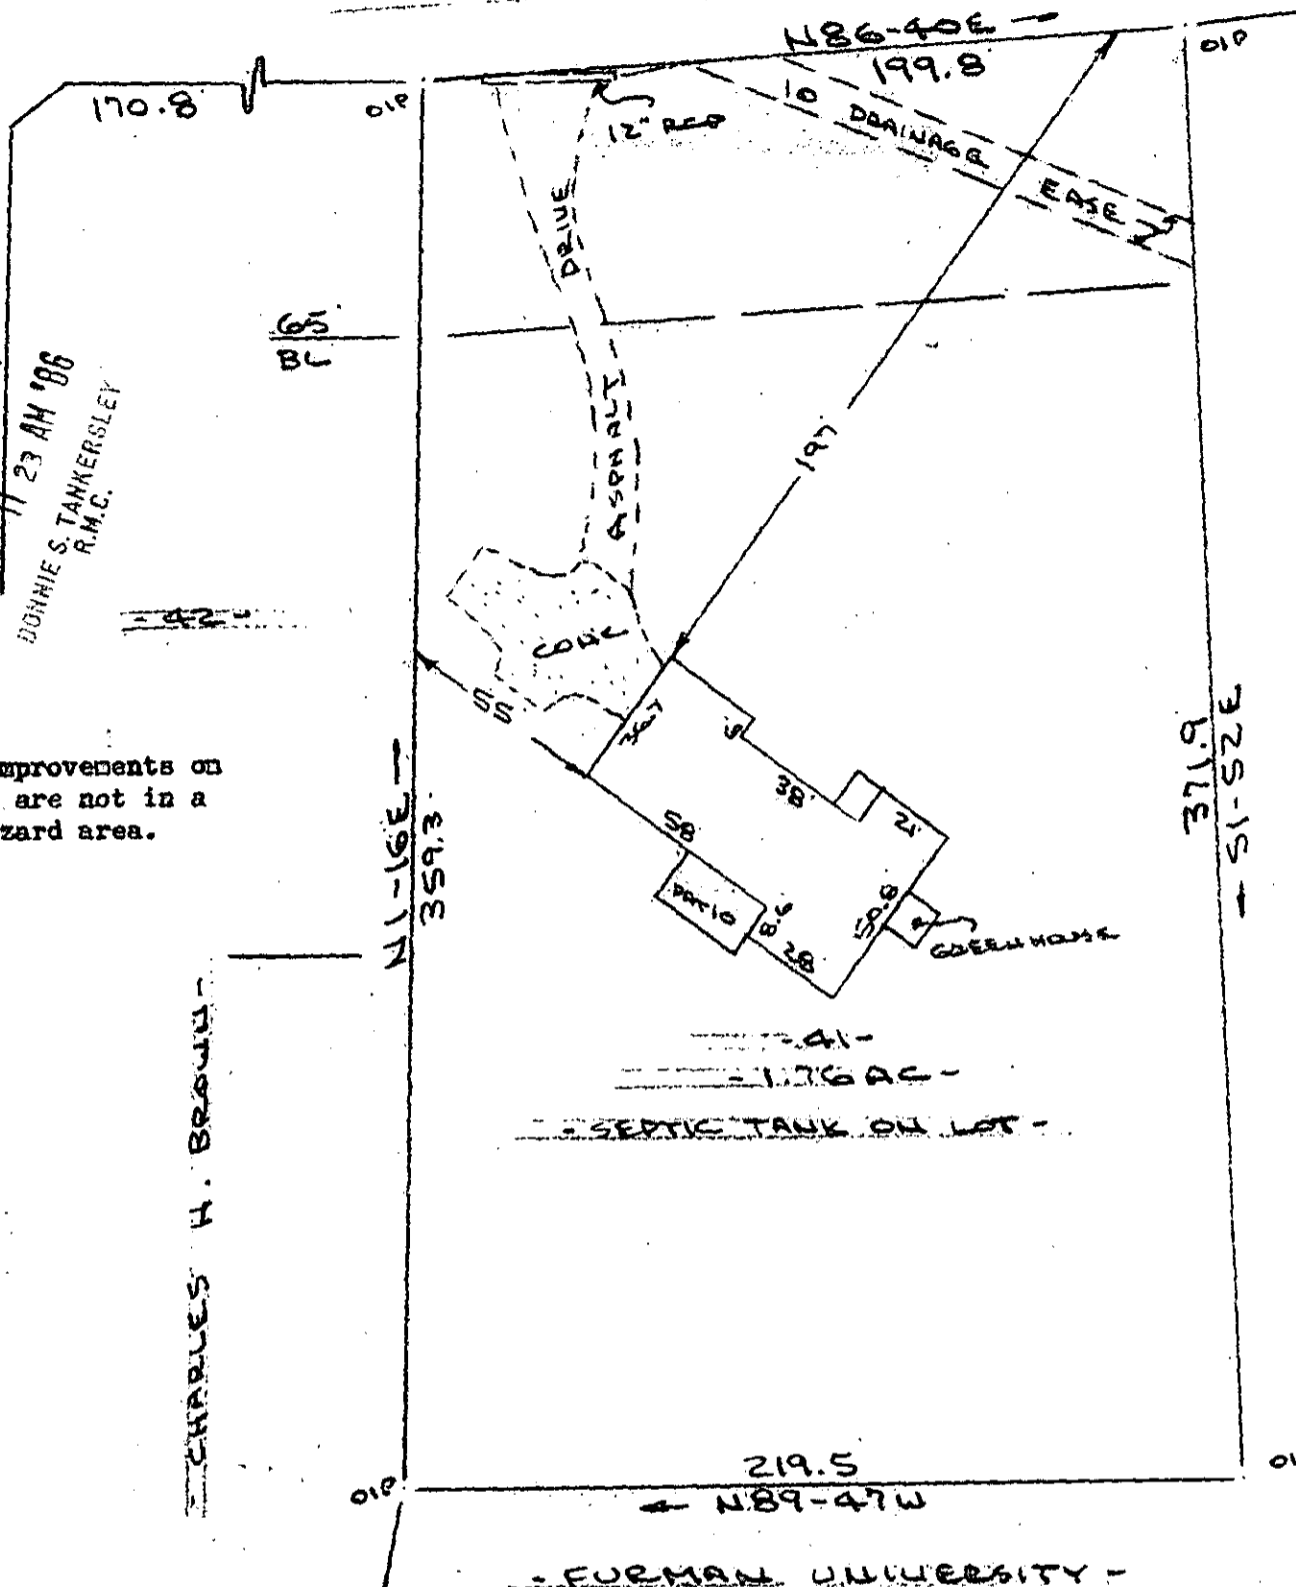 N86-40E
199.8
OIP
170.8
OIP
12" RCP
10 DRAINAGE EASE
DRIVE
65
BL
11 23 AM '86
DONNIE S. TANKERSLEY
R.M.C.
ASPHALT
197
-42-
CONC
55
36.7
38
21
58
PATIO
8.6
28
50.8
GREENHOUSE
mprovements on
are not in a
zard area.
N1-16E
359.3
371.9
S1-52E
-41-
-1.76 AC-
-SEPTIC TANK ON LOT-
-CHARLES H. BROWN-
219.5
OIP
N89-47W
-FURMAN UNIVERSITY-